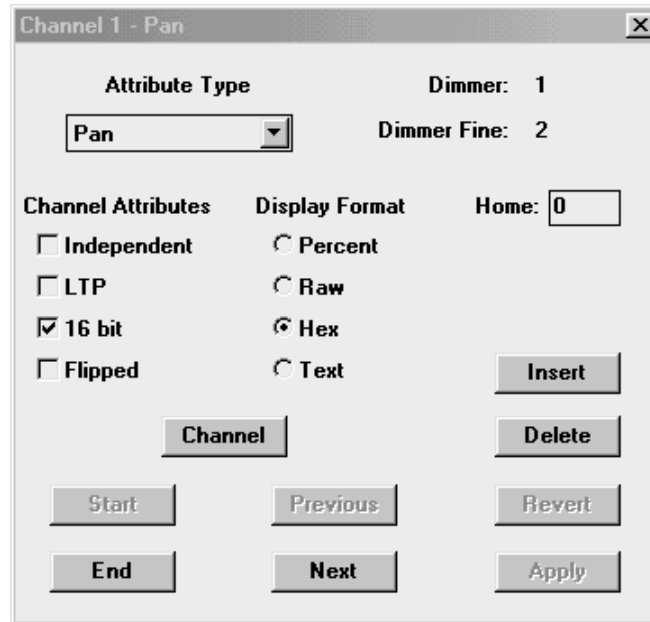 Channel 1 - Pan
Attribute Type
Dimmer: 1
Pan
Dimmer Fine: 2
Channel Attributes
Display Format
Home: 0
Independent
Percent
LTP
Raw
16 bit
Hex
Flipped
Text
Insert
Channel
Delete
Start
Previous
Revert
End
Next
Apply